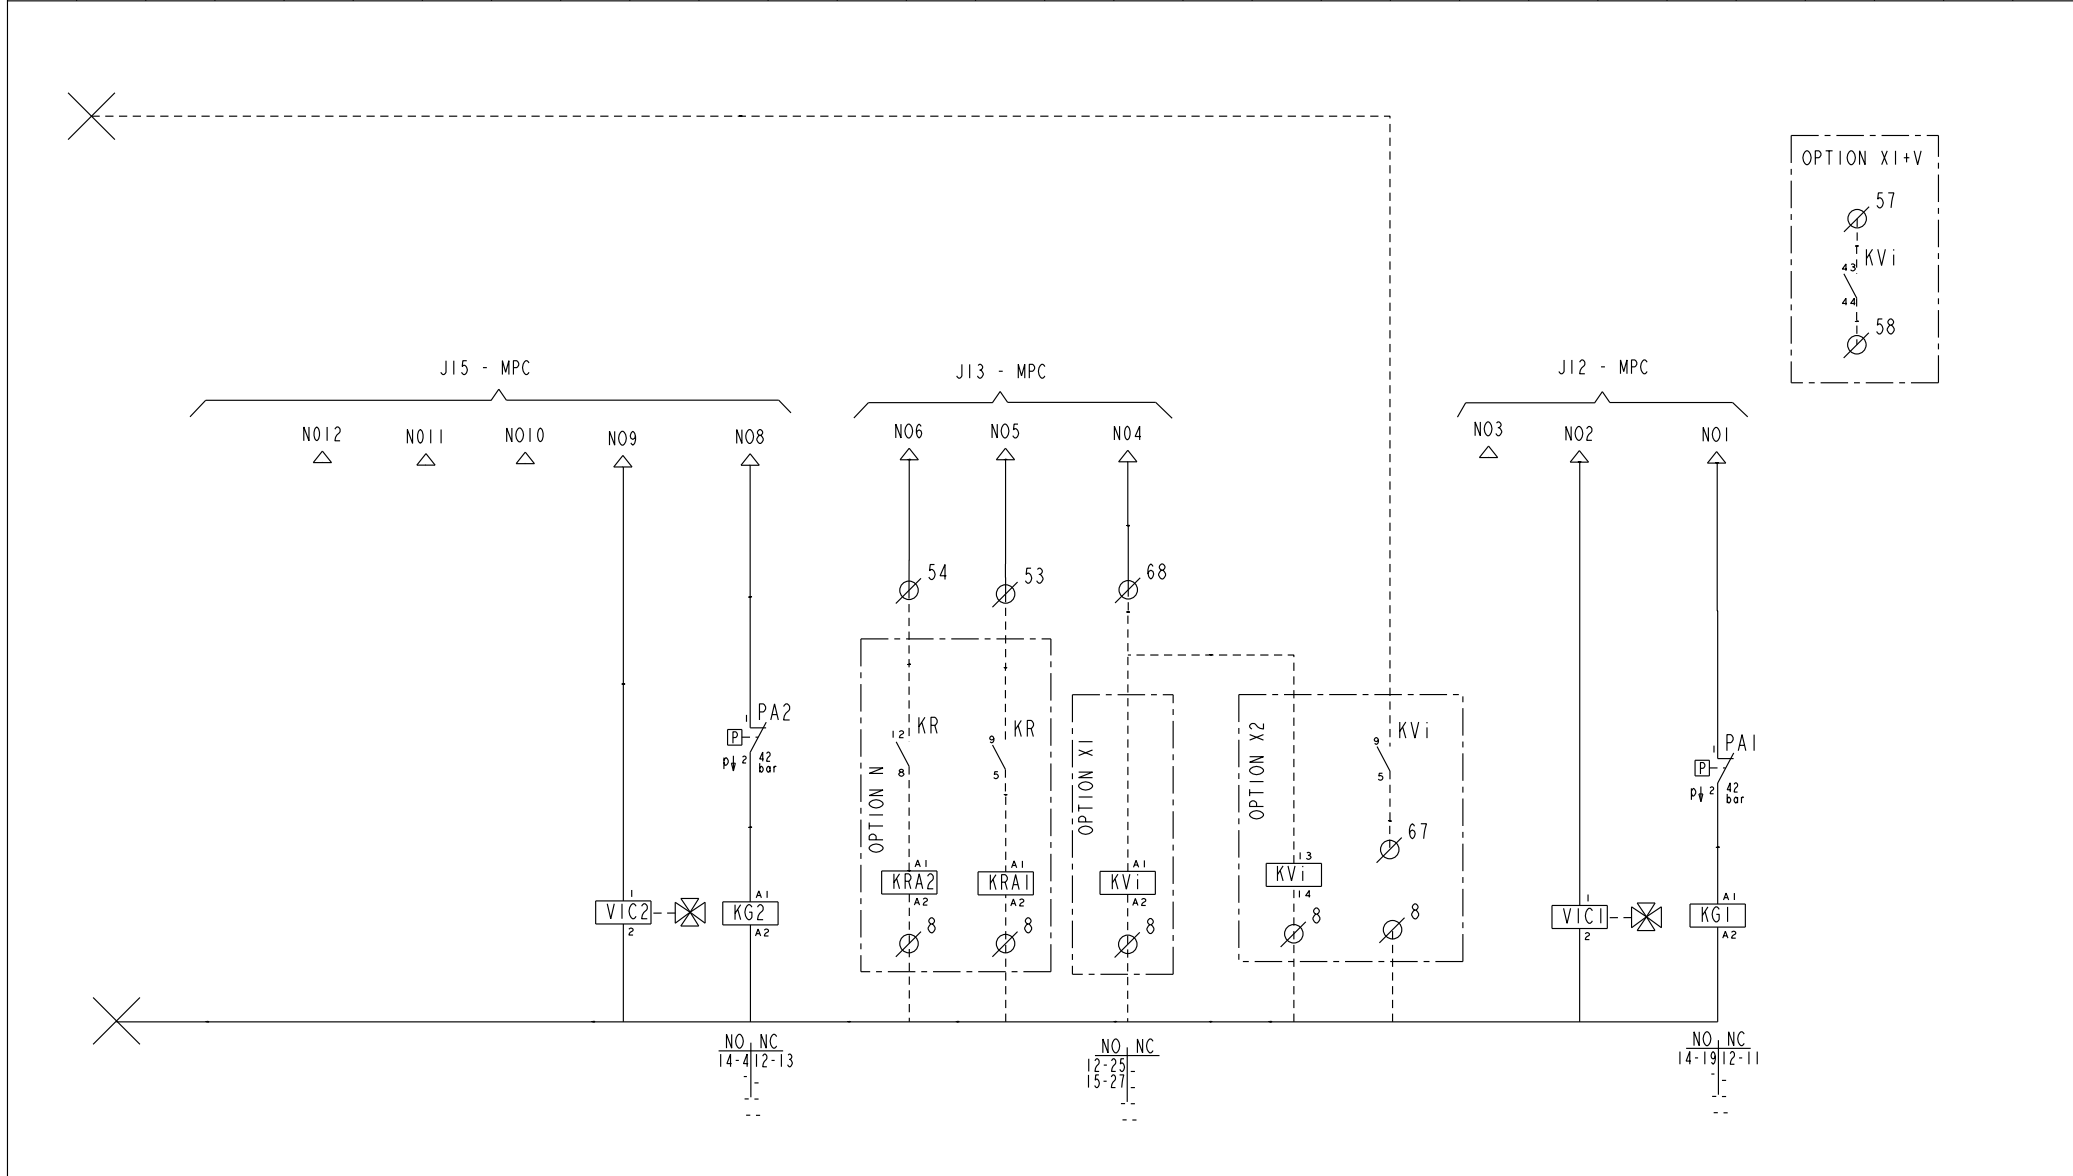 OPTION X1+V
57
KVi
43
44
58
J15 - MPC
J13 - MPC
J12 - MPC
NO12
NO11
NO10
NO9
NO8
NO6
NO5
NO4
NO3
NO2
NO1
54
53
68
PA2
1
P
p
2
42
bar
KR
12
8
KR
9
5
OPTION N
OPTION X1
OPTION X2
KVi
9
5
67
PA1
1
P
p
2
42
bar
1
VIC2
2
A1
KG2
A2
A1
KRA2
A2
8
A1
KRA1
A2
8
A1
KVi
A2
8
13
KVi
14
8
8
1
VIC1
2
A1
KG1
A2
NO NC
14-4 12-13
- -
- -
- -
NO NC
12-25 -
15-27 -
- -
- -
NO NC
14-19 12-11
- -
- -
- -